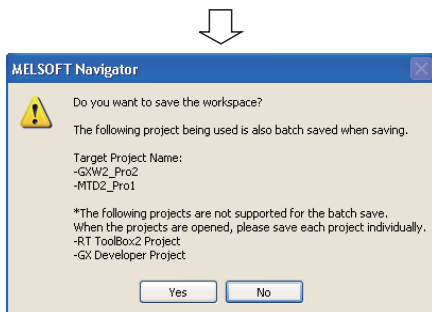 MELSOFT Navigator
Do you want to save the workspace?
The following project being used is also batch saved when saving.
Target Project Name:
-GXW2_Pro2
-MTD2_Pro1
*The following projects are not supported for the batch save.
When the projects are opened, please save each project individually.
-RT ToolBox2 Project
-GX Developer Project
Yes
No